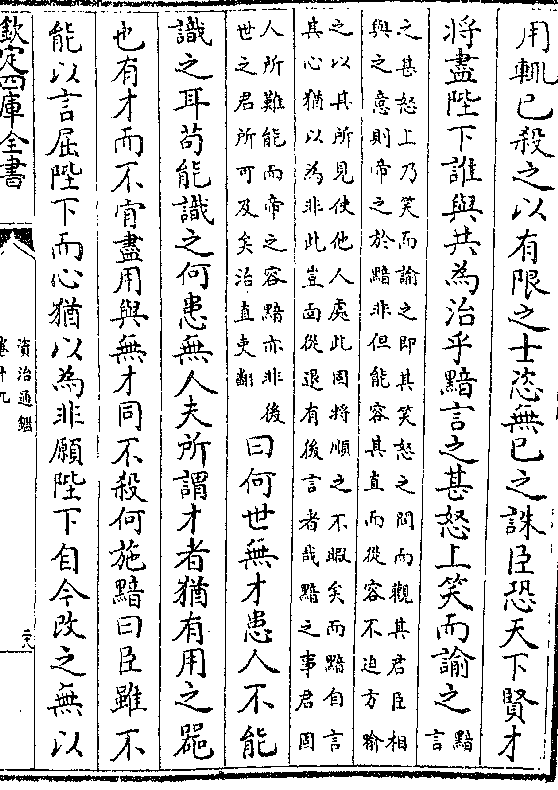 用輒已殺之以有限之士恣無已之誅臣恐天下賢才
將盡陛下誰與共為治乎黯言之甚怒上笑而諭之黯言
之甚怒上乃笑而諭之即其笑怒之間而觀其君臣相
與之意則帝之於黯非但能容其直而從容不迫方喻
之以其所見使他人處此固將順之不暇矣而黯自言
其心猶以為非此豈面從退有後言者哉黯之事君固
人所難能而帝之容黯亦非後
世之君所可及矣治直吏翻
曰何世無才患人不能
識之耳苟能識之何患無人夫所謂才者猶有用之器
也有才而不肯盡用與無才同不殺何施黯曰臣雖不
能以言屈陛下而心猶以為非願陛下自今改之無以
欽定四庫全書
資治通鑑
卷十九